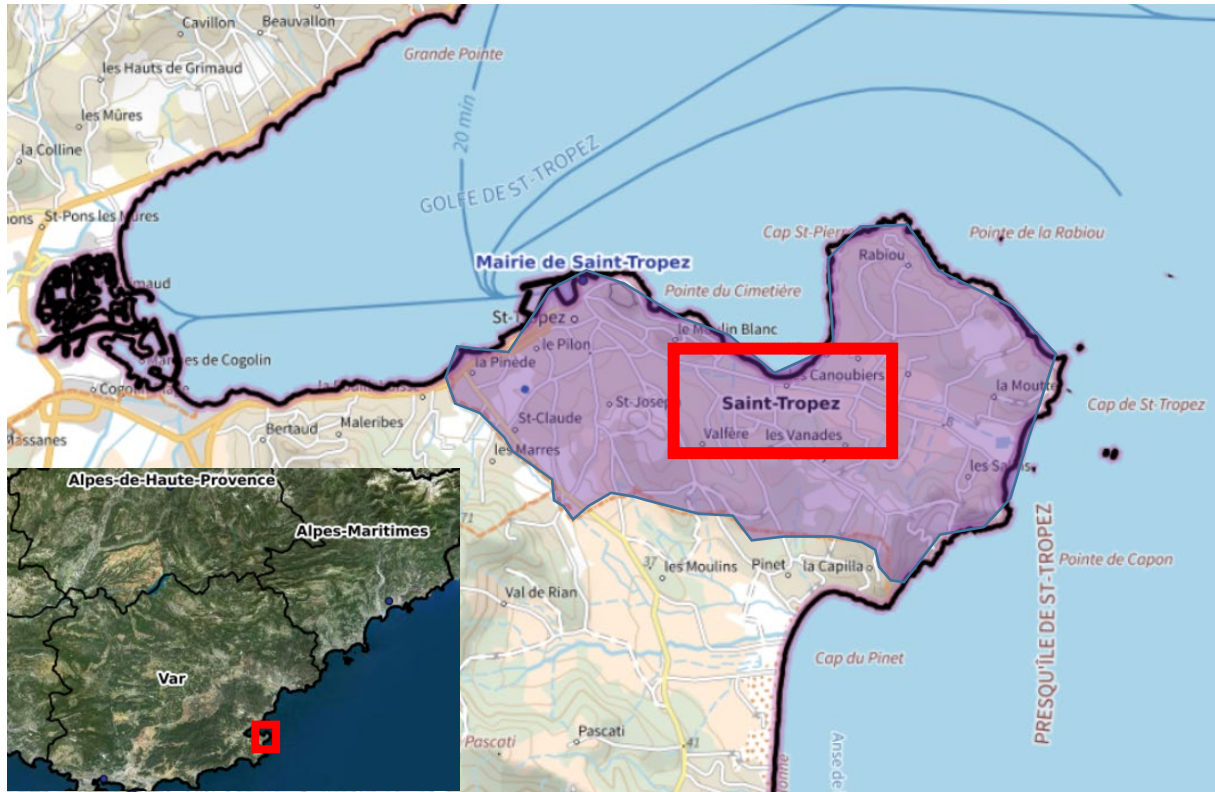 Cavillon
Beauvallon
Grande Pointe
les Hauts de Grimaud
les Mûres
20 min
la Colline
GOLFE DE ST-TROPEZ
St-Pons les Mûres
Cap St-Pierre
Pointe de la Rabiou
Rabiou
Mairie de Saint-Tropez
Pointe du Cimetière
St-Tropez
le Moulin Blanc
le Pilon
la Pinède
Canoubiers
la Moutte
Saint-Tropez
St-Joseph
Cap de St-Tropez
St-Claude
Bertaud
Maleribes
Valfère
les Vanades
les Marres
Pointe de Capon
37
les Moulins
Pinet
la Capilla
Val de Rian
PRESQU'ÎLE DE ST-TROPEZ
Cap du Pinet
Pascati
Pascati
41
Anse de
71
Alpes-de-Haute-Provence
Alpes-Maritimes
Var